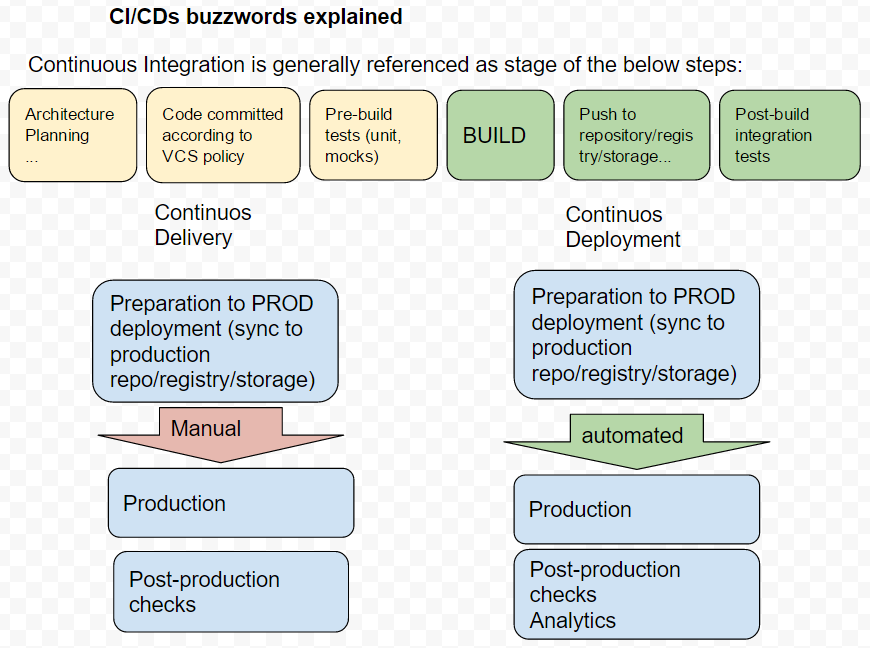 CI/CDs buzzwords explained
Continuous Integration is generally referenced as stage of the below steps:
Architecture
Planning
...
Code committed
according to
VCS policy
Pre-build
tests (unit,
mocks)
BUILD
Push to
repository/regis
try/storage...
Post-build
integration
tests
Continuos
Delivery
Preparation to PROD
deployment (sync to
production
repo/registry/storage)
Manual
Production
Post-production
checks
Continuos
Deployment
Preparation to PROD
deployment (sync to
production
repo/registry/storage)
automated
Production
Post-production
checks
Analytics